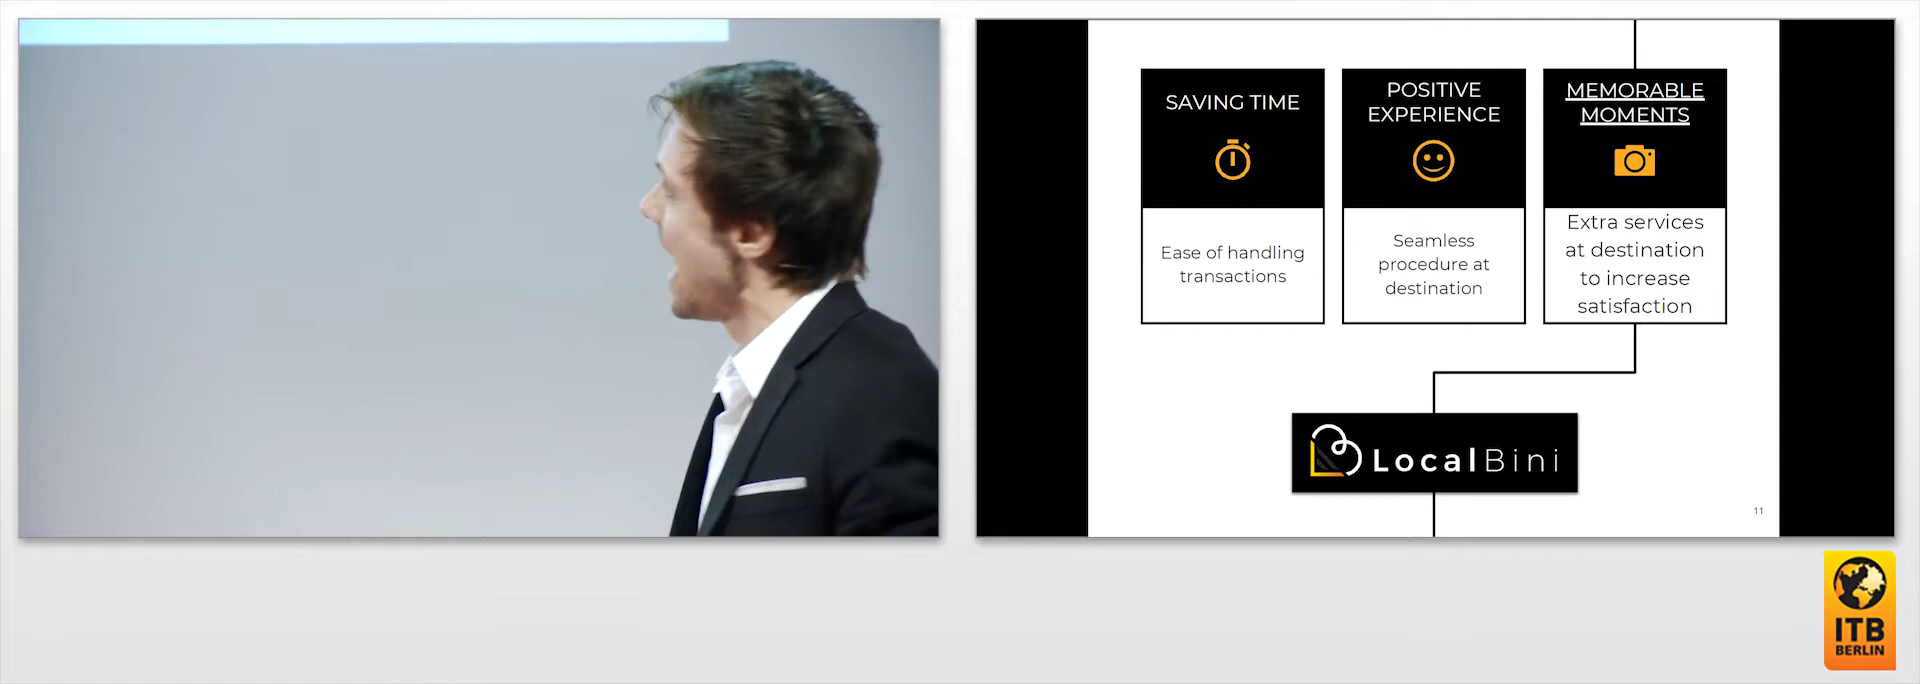 SAVING TIME
Ease of handling
transactions
POSITIVE
EXPERIENCE
Seamless
procedure at
destination
MEMORABLE
MOMENTS
Extra services
at destination
to increase
satisfaction
LocalBini
11
ITB
BERLIN